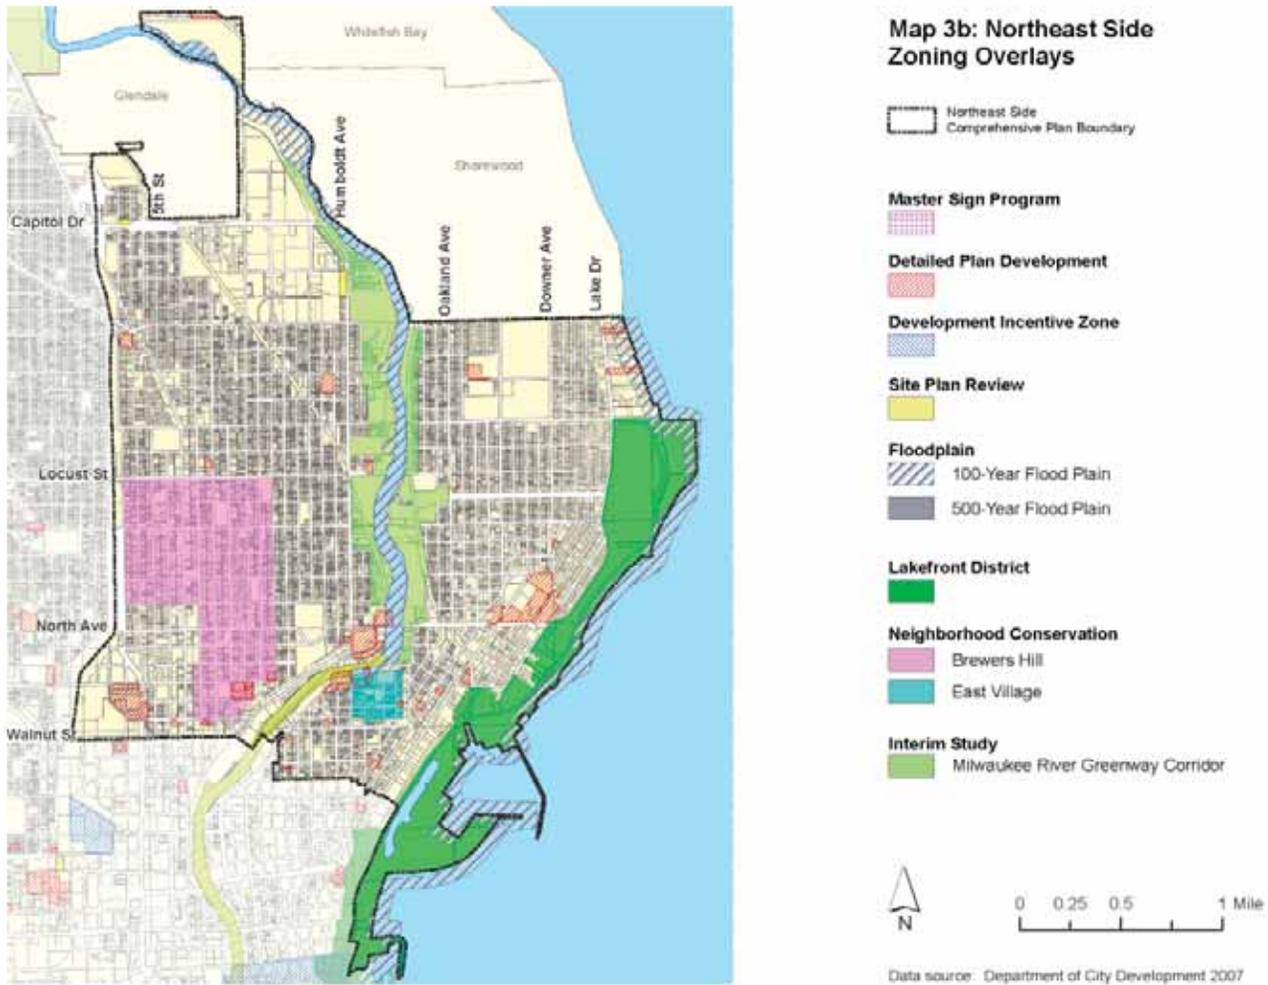 Map 3b: Northeast Side
Zoning Overlays
Northeast Side
Comprehensive Plan Boundary
Master Sign Program
Detailed Plan Development
Development Incentive Zone
Site Plan Review
Floodplain
100-Year Flood Plain
500-Year Flood Plain
Lakefront District
Neighborhood Conservation
Brewers Hill
East Village
Interim Study
Milwaukee River Greenway Corridor
N
0 0.25 0.5 1 Mile
Data source: Department of City Development 2007
Whitefish Bay
Glendale
Shorewood
Humboldt Ave
5th St
Capitol Dr
Oakland Ave
Downer Ave
Lake Dr
Locust St
North Ave
Walnut S